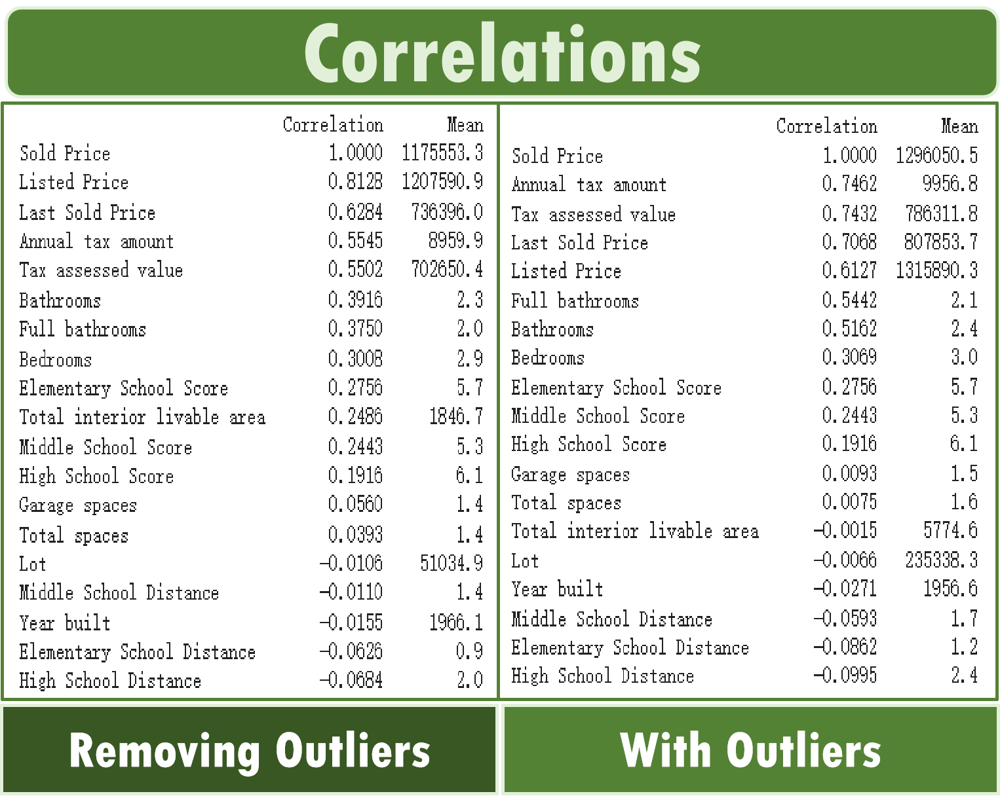 Correlations
Correlation Mean
Sold Price 1.0000 1175553.3
Listed Price 0.8128 1207590.9
Last Sold Price 0.6284 736396.0
Annual tax amount 0.5545 8959.9
Tax assessed value 0.5502 702650.4
Bathrooms 0.3916 2.3
Full bathrooms 0.3750 2.0
Bedrooms 0.3008 2.9
Elementary School Score 0.2756 5.7
Total interior livable area 0.2486 1846.7
Middle School Score 0.2443 5.3
High School Score 0.1916 6.1
Garage spaces 0.0560 1.4
Total spaces 0.0393 1.4
Lot -0.0106 51034.9
Middle School Distance -0.0110 1.4
Year built -0.0155 1966.1
Elementary School Distance -0.0626 0.9
High School Distance -0.0684 2.0
Removing Outliers
Correlation Mean
Sold Price 1.0000 1296050.5
Annual tax amount 0.7462 9956.8
Tax assessed value 0.7432 786311.8
Last Sold Price 0.7068 807853.7
Listed Price 0.6127 1315890.3
Full bathrooms 0.5442 2.1
Bathrooms 0.5162 2.4
Bedrooms 0.3069 3.0
Elementary School Score 0.2756 5.7
Middle School Score 0.2443 5.3
High School Score 0.1916 6.1
Garage spaces 0.0093 1.5
Total spaces 0.0075 1.6
Total interior livable area -0.0015 5774.6
Lot -0.0066 235338.3
Year built -0.0271 1956.6
Middle School Distance -0.0593 1.7
Elementary School Distance -0.0862 1.2
High School Distance -0.0995 2.4
With Outliers